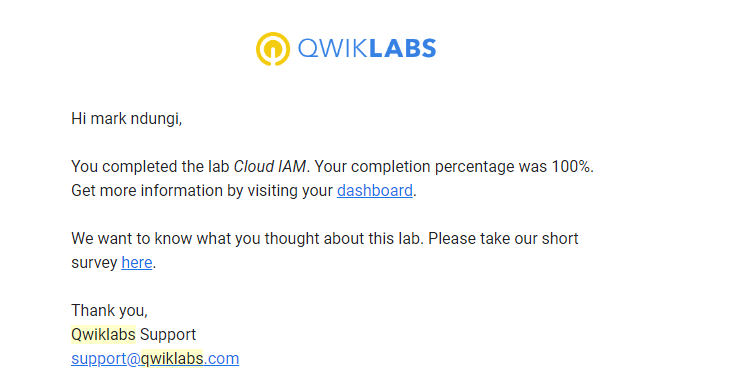 QWIKLABS
Hi mark ndungi,
You completed the lab Cloud IAM. Your completion percentage was 100%.
Get more information by visiting your dashboard.
We want to know what you thought about this lab. Please take our short
survey here.
Thank you,
Qwiklabs Support
support@qwiklabs.com